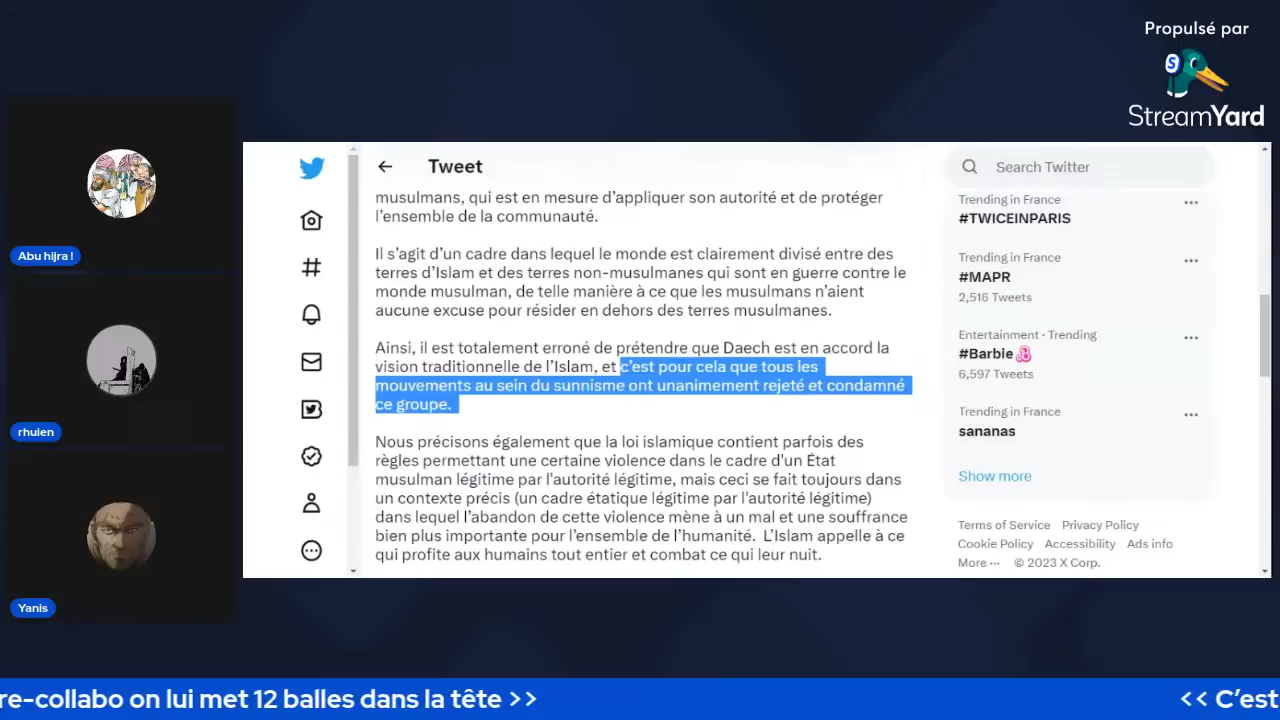 Propulsé par
StreamYard
Abu hijra !
rhuien
Yanis
Tweet
musulmans, qui est en mesure d’appliquer son autorité et de protéger
l’ensemble de la communauté.
Il s’agit d’un cadre dans lequel le monde est clairement divisé entre des
terres d’Islam et des terres non-musulmanes qui sont en guerre contre le
monde musulman, de telle manière à ce que les musulmans n’aient
aucune excuse pour résider en dehors des terres musulmanes.
Ainsi, il est totalement erroné de prétendre que Daech est en accord la
vision traditionnelle de l’Islam, et c’est pour cela que tous les
mouvements au sein du sunnisme ont unanimement rejeté et condamné
ce groupe.
Nous précisons également que la loi islamique contient parfois des
règles permettant une certaine violence dans le cadre d'un État
musulman légitime par l'autorité légitime, mais ceci se fait toujours dans
un contexte précis (un cadre étatique légitime par l'autorité légitime)
dans lequel l’abandon de cette violence mène à un mal et une souffrance
bien plus importante pour l’ensemble de l’humanité. L’Islam appelle à ce
qui profite aux humains tout entier et combat ce qui leur nuit.
Search Twitter
Trending in France
#TWICEINPARIS
Trending in France
#MAPR
2,516 Tweets
Entertainment · Trending
#Barbie
6,597 Tweets
Trending in France
sananas
Show more
Terms of Service Privacy Policy
Cookie Policy Accessibility Ads info
More ··· © 2023 X Corp.
re-collabo on lui met 12 balles dans la tête >> << C’est